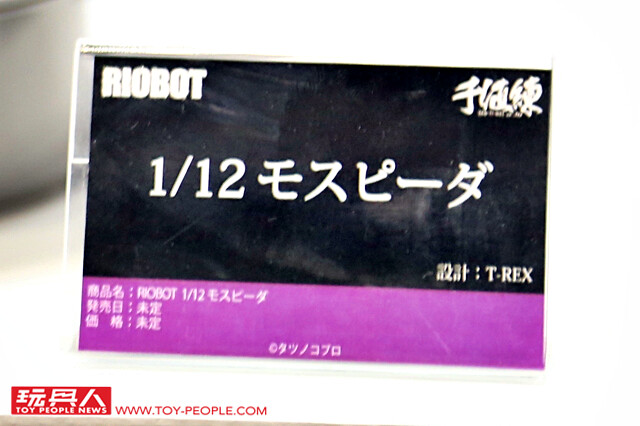 RIOBOT
千値練
1/12 モスピーダ
設計：T-REX
商品名：RIOBOT 1/12 モスピーダ
発売日：未定
価　格：未定
©タツノコプロ
玩具人
TOY PEOPLE NEWS
WWW.TOY-PEOPLE.COM